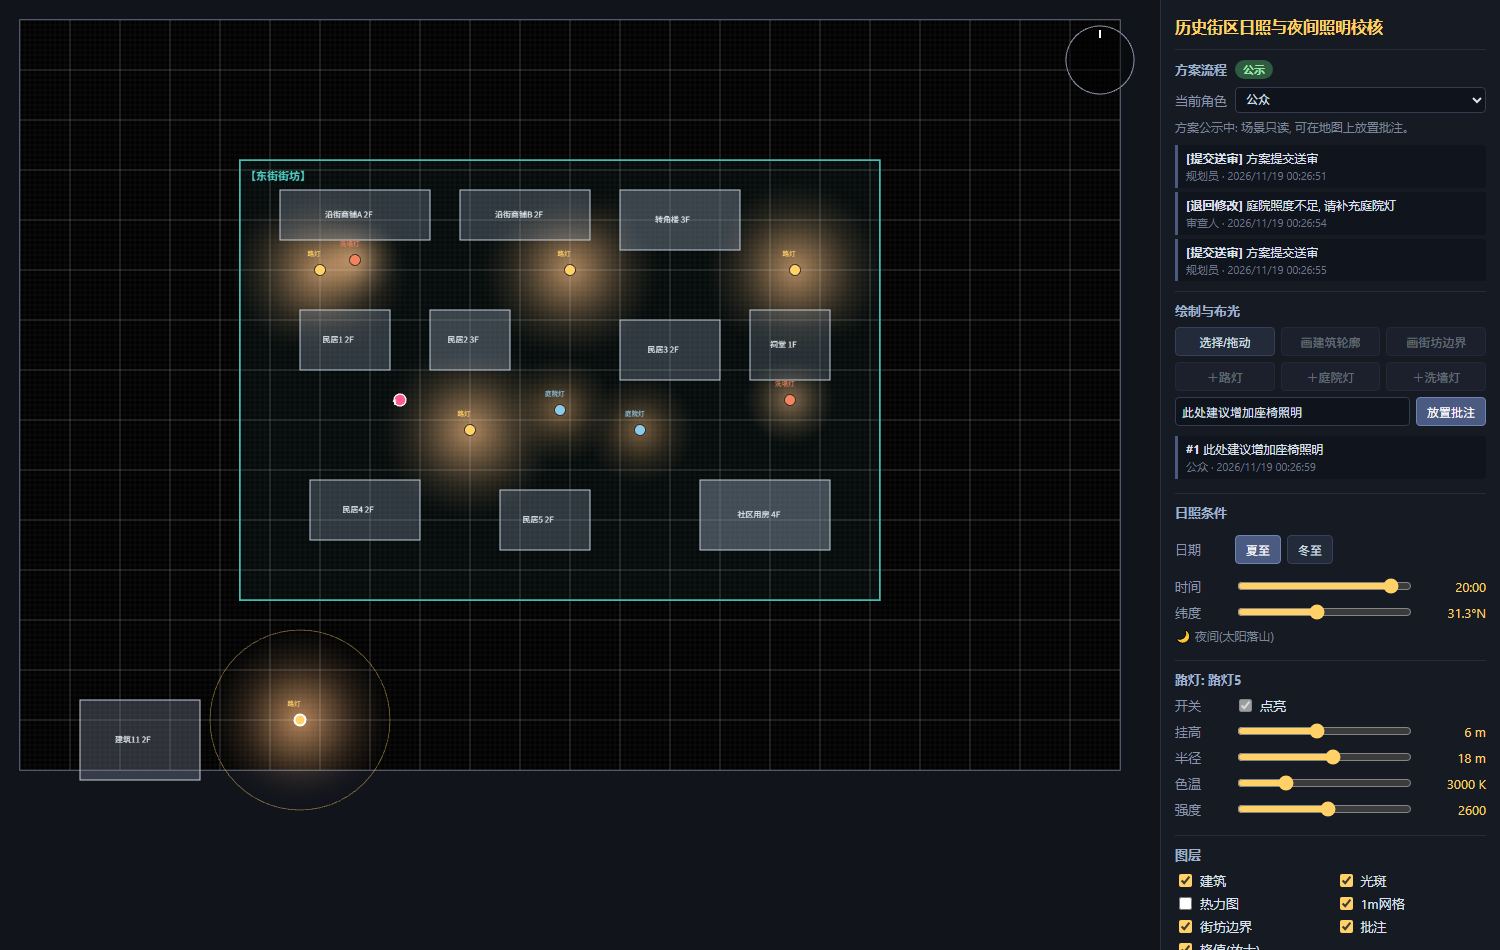 【东街街坊】
沿街商铺A 2F
沿街商铺B 2F
转角楼 3F
路灯
洗墙灯
路灯
路灯
民居1 2F
民居2 3F
民居3 2F
祠堂 1F
洗墙灯
路灯
庭院灯
庭院灯
民居4 2F
民居5 2F
社区用房 4F
路灯
建筑11 2F
历史街区日照与夜间照明校核
方案流程 公示
当前角色 公众
方案公示中: 场景只读, 可在地图上放置批注。
[提交送审] 方案提交送审
规划员 · 2026/11/19 00:26:51
[退回修改] 庭院照度不足, 请补充庭院灯
审查人 · 2026/11/19 00:26:54
[提交送审] 方案提交送审
规划员 · 2026/11/19 00:26:55
绘制与布光
选择/拖动 画建筑轮廓 画街坊边界
＋路灯 ＋庭院灯 ＋洗墙灯
此处建议增加座椅照明 放置批注
#1 此处建议增加座椅照明
公众 · 2026/11/19 00:26:59
日照条件
日期 夏至 冬至
时间 20:00
纬度 31.3°N
🌙 夜间(太阳落山)
路灯: 路灯5
开关 点亮
挂高 6 m
半径 18 m
色温 3000 K
强度 2600
图层
建筑 光斑
热力图 1m网格
街坊边界 批注
格值(放大)